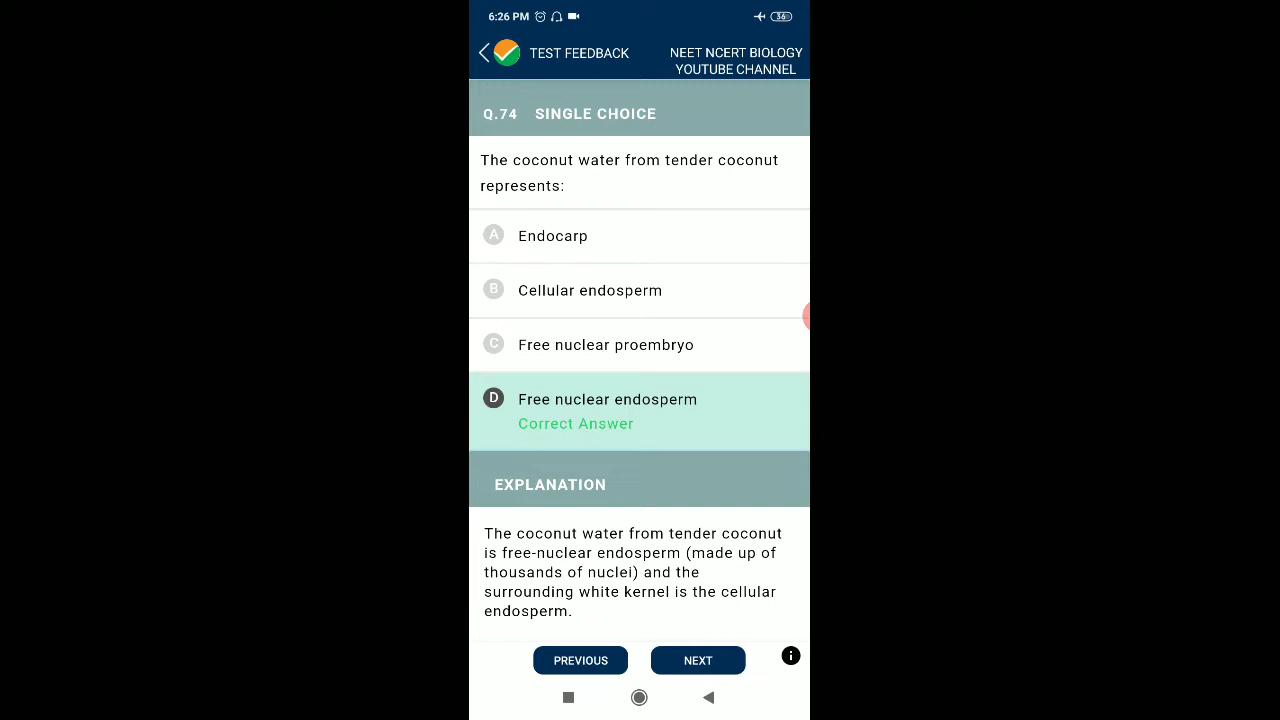 6:26 PM
36
TEST FEEDBACK
NEET NCERT BIOLOGY
YOUTUBE CHANNEL
Q.74 SINGLE CHOICE
The coconut water from tender coconut
represents:
A Endocarp
B Cellular endosperm
C Free nuclear proembryo
D Free nuclear endosperm
Correct Answer
EXPLANATION
The coconut water from tender coconut
is free-nuclear endosperm (made up of
thousands of nuclei) and the
surrounding white kernel is the cellular
endosperm.
PREVIOUS
NEXT